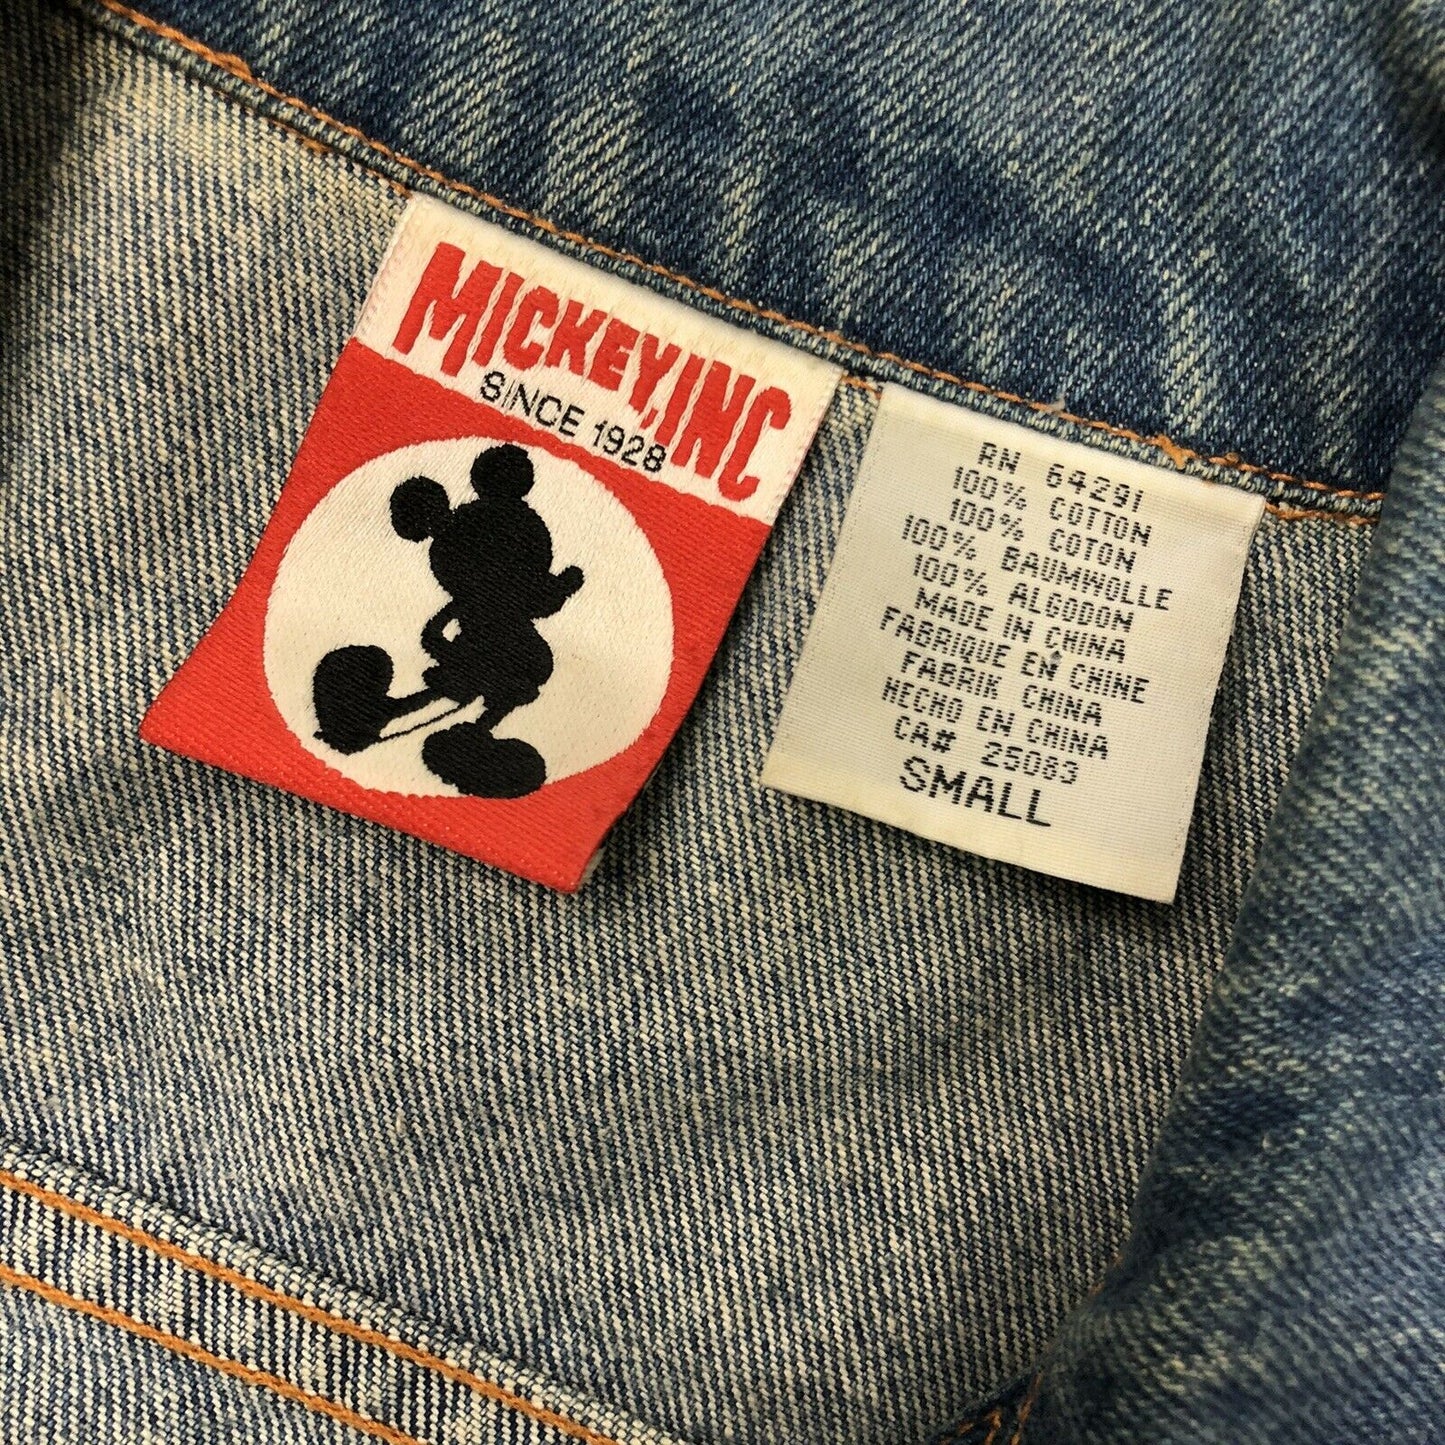 MICKEY, INC
SINCE 1928
RN 64291
100% COTTON
100% COTON
100% BAUMWOLLE
100% ALGODON
MADE IN CHINA
FABRIQUE EN CHINE
FABRIK CHINA
HECHO EN CHINA
CA# 25083
SMALL